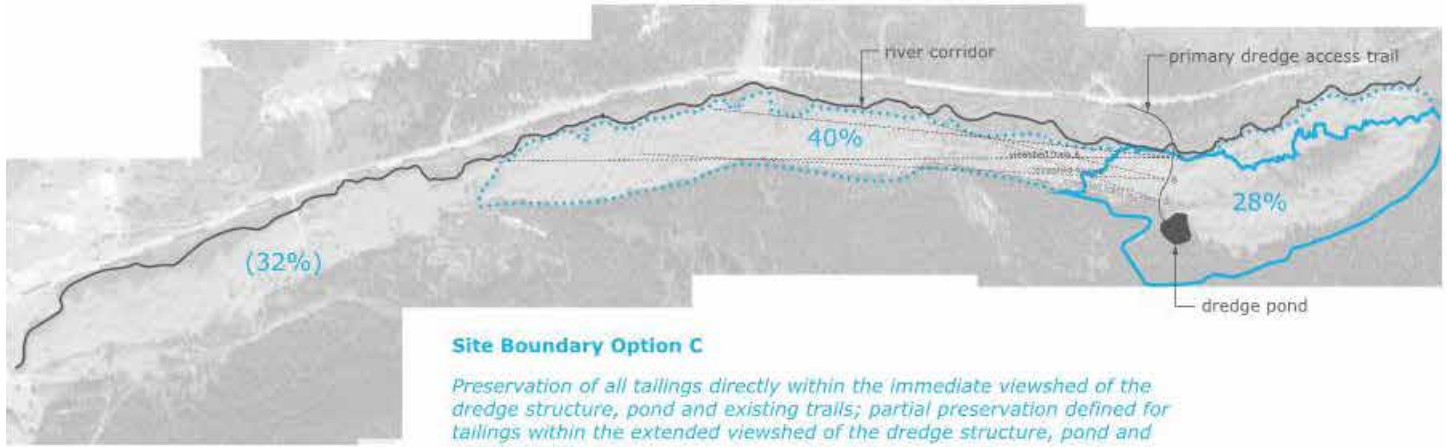 river corridor
primary dredge access trail
40%
28%
(32%)
dredge pond
Site Boundary Option C
Preservation of all tailings directly within the immediate viewshed of the
dredge structure, pond and existing trails; partial preservation defined for
tailings within the extended viewshed of the dredge structure, pond and